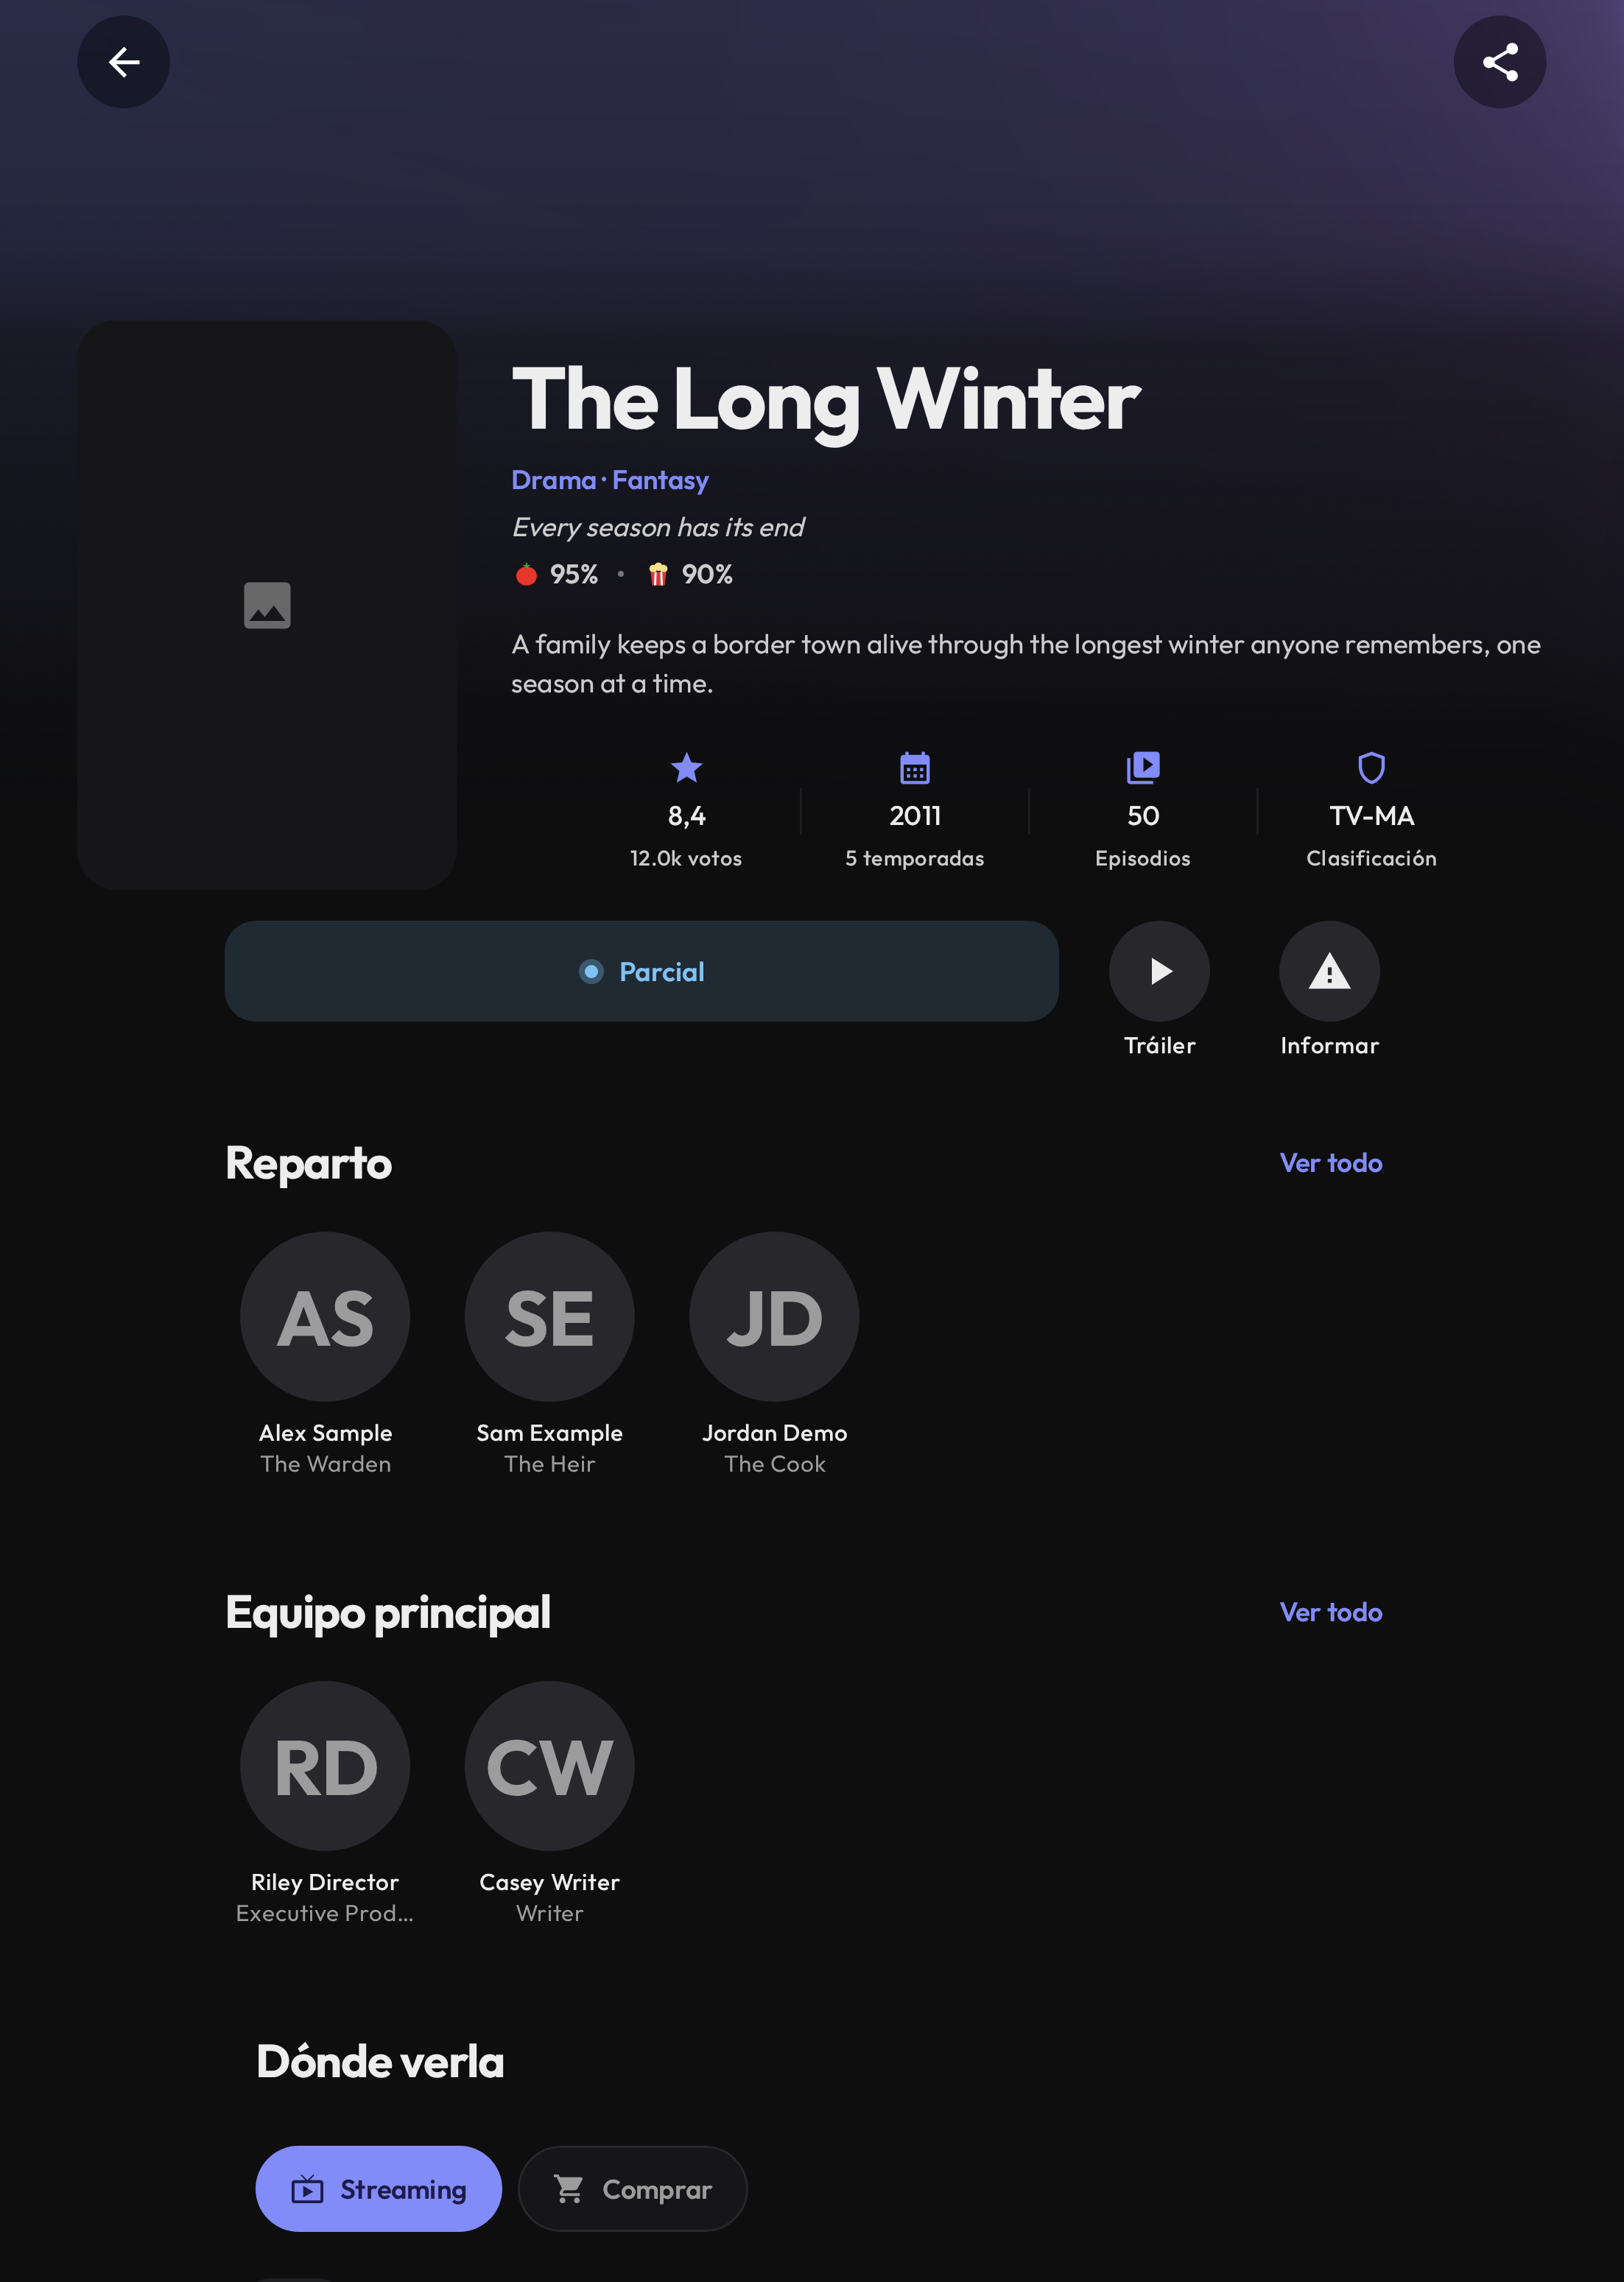 The Long Winter
Drama · Fantasy
Every season has its end
95% • 90%
A family keeps a border town alive through the longest winter anyone remembers, one
season at a time.
8,4
12.0k votos
2011
5 temporadas
50
Episodios
TV-MA
Clasificación
Parcial
Tráiler
Informar
Reparto
Ver todo
AS
Alex Sample
The Warden
SE
Sam Example
The Heir
JD
Jordan Demo
The Cook
Equipo principal
Ver todo
RD
Riley Director
Executive Prod...
CW
Casey Writer
Writer
Dónde verla
Streaming
Comprar